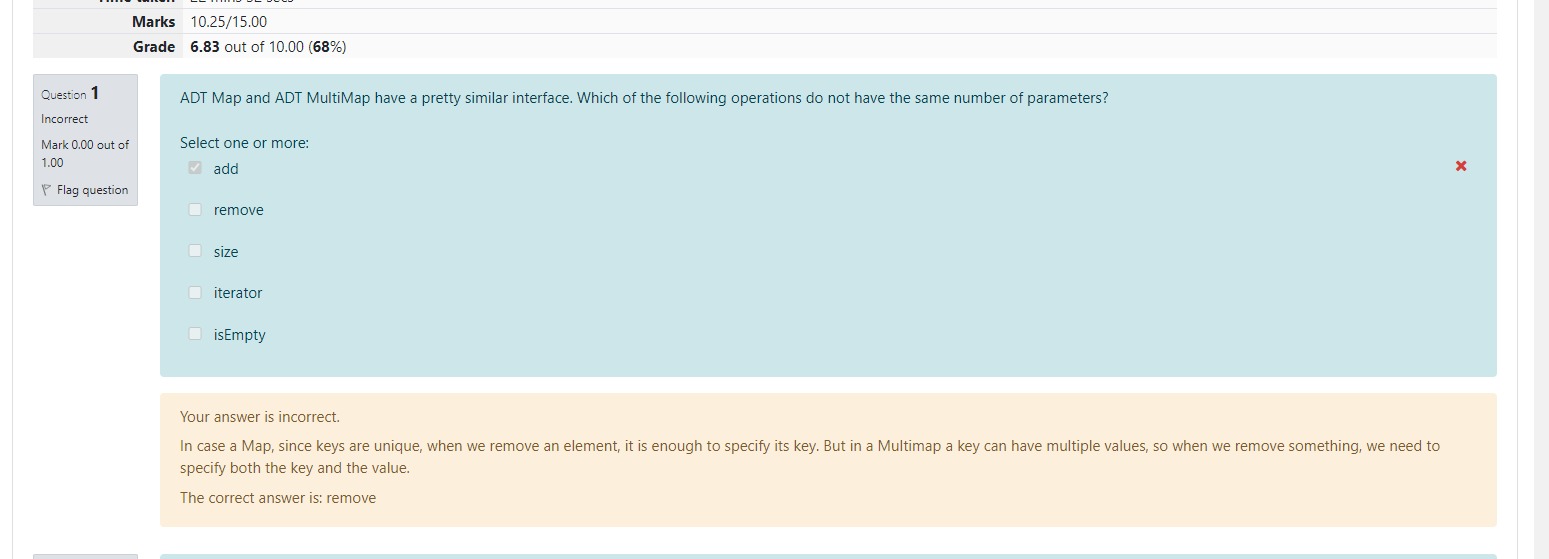 Marks 10.25/15.00
Grade 6.83 out of 10.00 (68%)
Question 1
Incorrect
Mark 0.00 out of
1.00
Flag question
ADT Map and ADT MultiMap have a pretty similar interface. Which of the following operations do not have the same number of parameters?
Select one or more:
add
remove
size
iterator
isEmpty
Your answer is incorrect.
In case a Map, since keys are unique, when we remove an element, it is enough to specify its key. But in a Multimap a key can have multiple values, so when we remove something, we need to
specify both the key and the value.
The correct answer is: remove